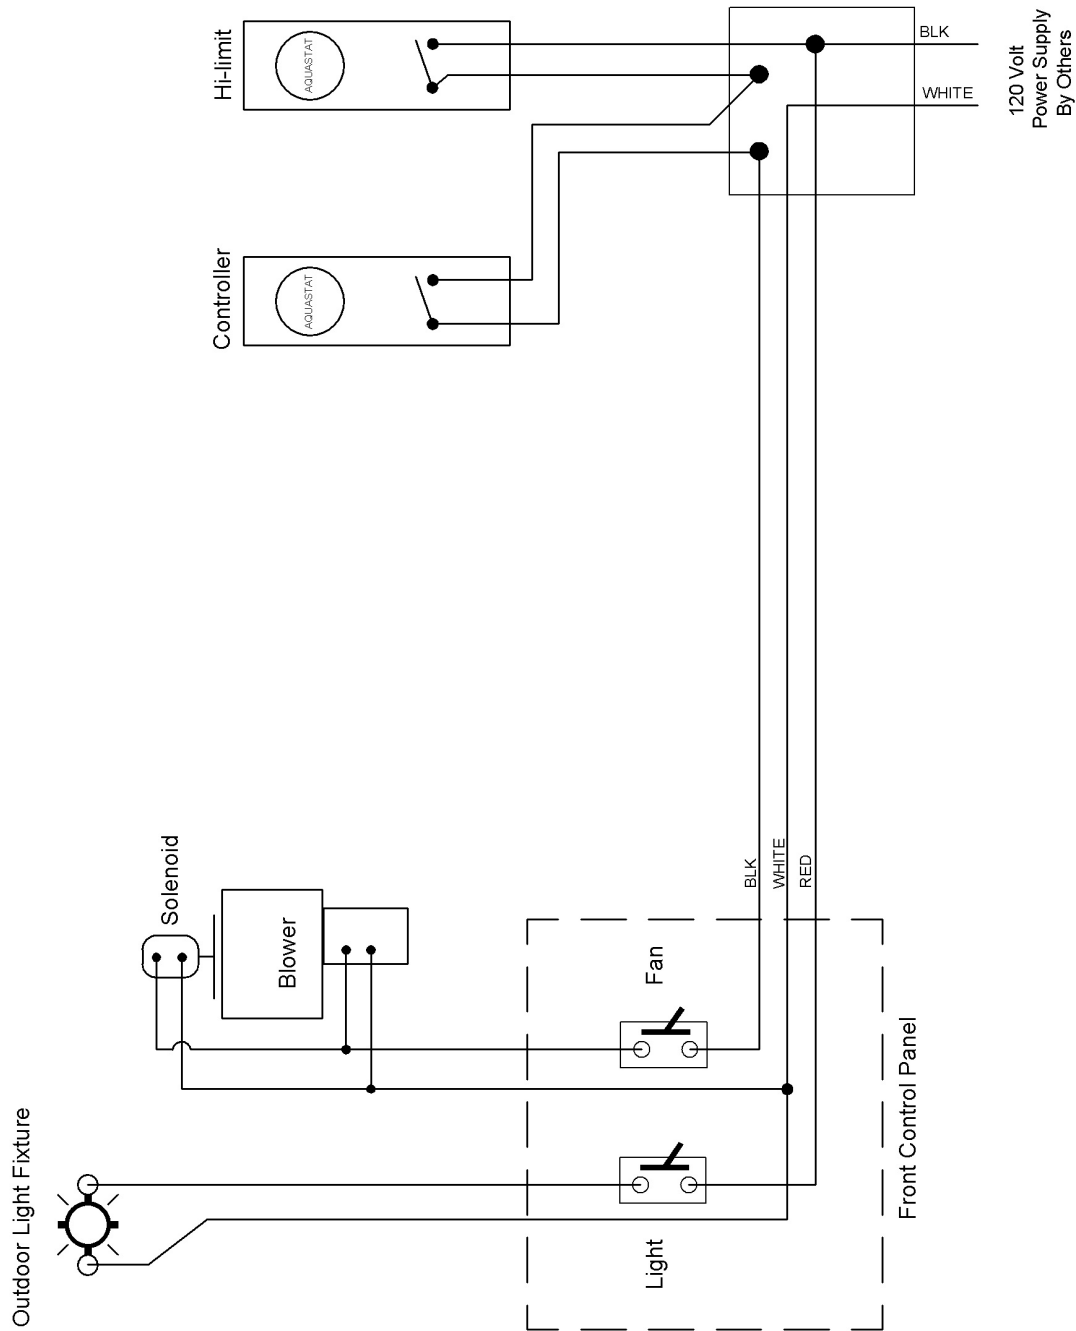 Hi-limit
AQUASTAT
BLK
WHITE
120 Volt
Power Supply
By Others
Controller
AQUASTAT
BLK
WHITE
RED
Solenoid
Blower
Fan
Front Control Panel
Outdoor Light Fixture
Light